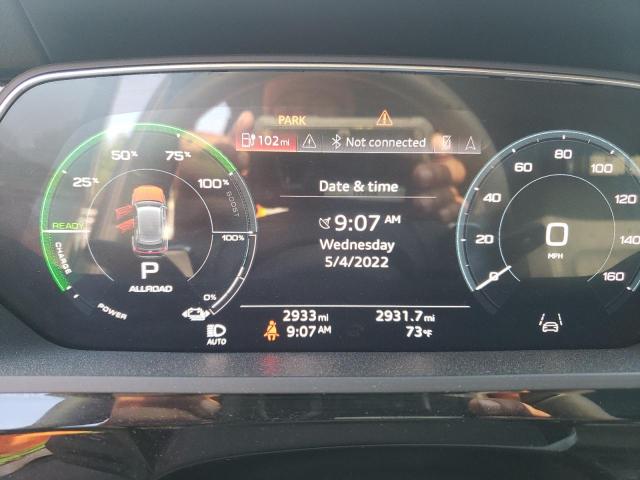 PARK
102 mi
Not connected
25%
50%
75%
100%
BOOST
READY
CHARGE
POWER
P
ALLROAD
100%
0%
Date & time
9:07 AM
Wednesday
5/4/2022
2933 mi
2931.7 mi
9:07 AM
73°F
AUTO
0
20
40
60
80
100
120
140
160
0
MPH